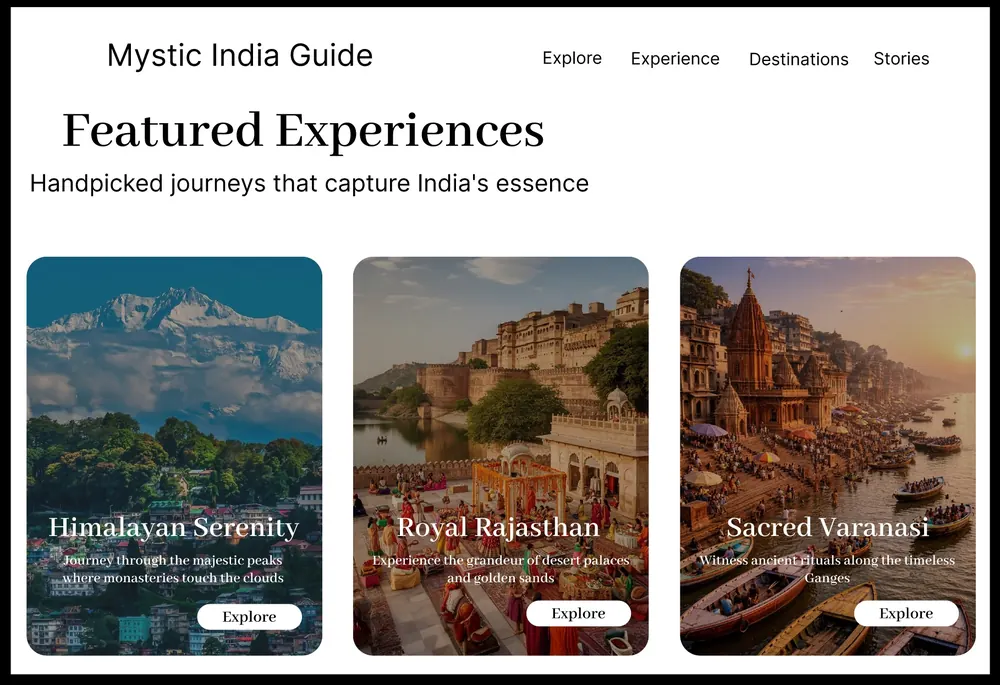 Mystic India Guide
Explore Experience Destinations Stories
Featured Experiences
Handpicked journeys that capture India's essence
Himalayan Serenity
Journey through the majestic peaks
where monasteries touch the clouds
Explore
Royal Rajasthan
Experience the grandeur of desert palaces
and golden sands
Explore
Sacred Varanasi
Witness ancient rituals along the timeless
Ganges
Explore